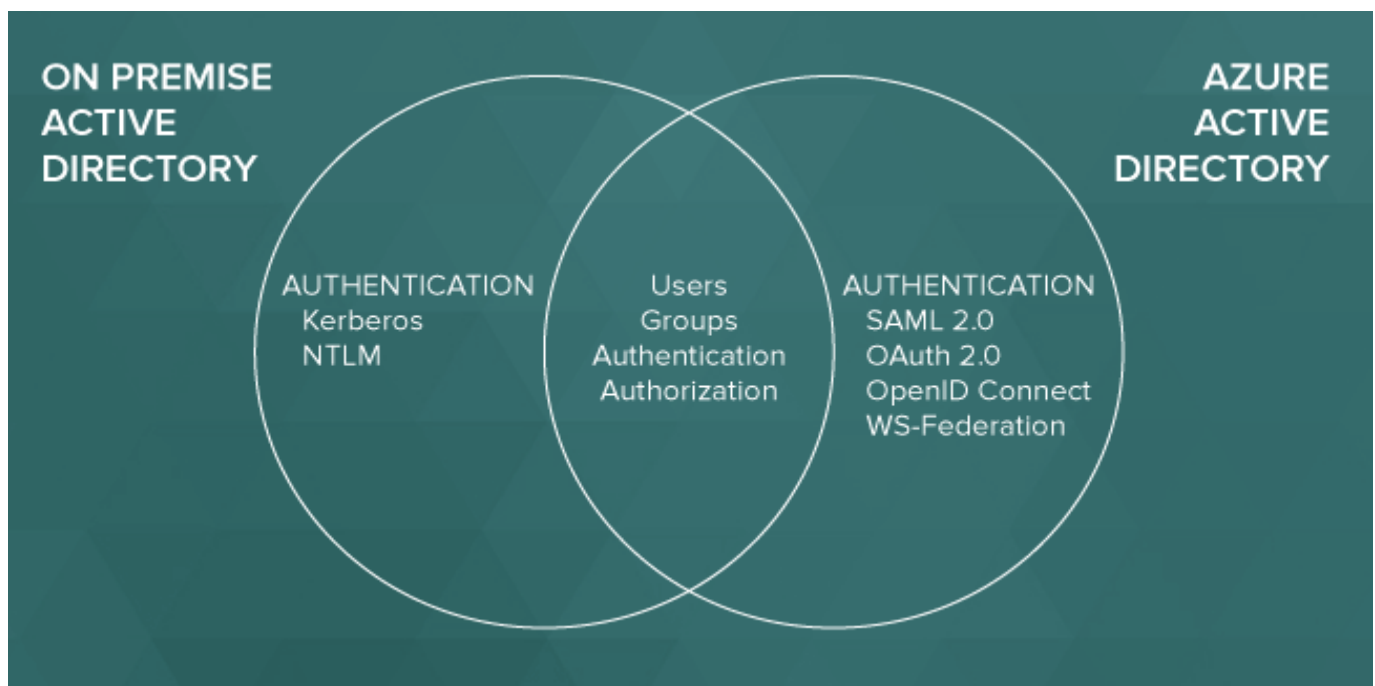 ON PREMISE
ACTIVE
DIRECTORY
AZURE
ACTIVE
DIRECTORY
AUTHENTICATION
Kerberos
NTLM
Users
Groups
Authentication
Authorization
AUTHENTICATION
SAML 2.0
OAuth 2.0
OpenID Connect
WS-Federation